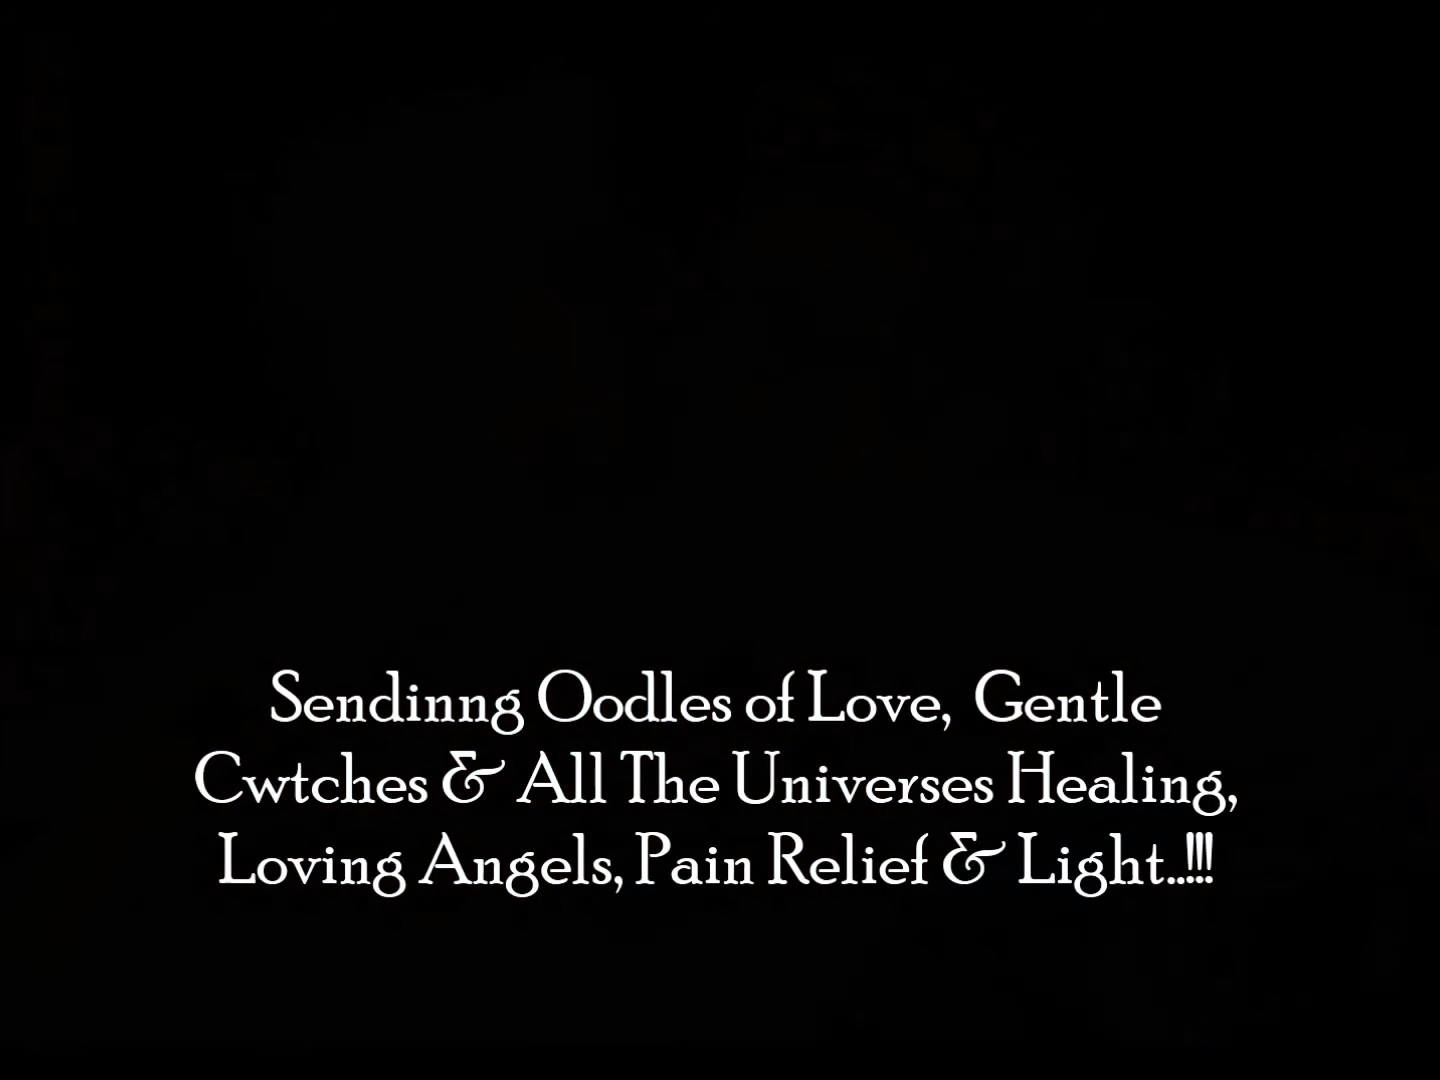 Sendinng Oodles of Love, Gentle
Cwtches & All The Universes Healing,
Loving Angels, Pain Relief & Light..!!!